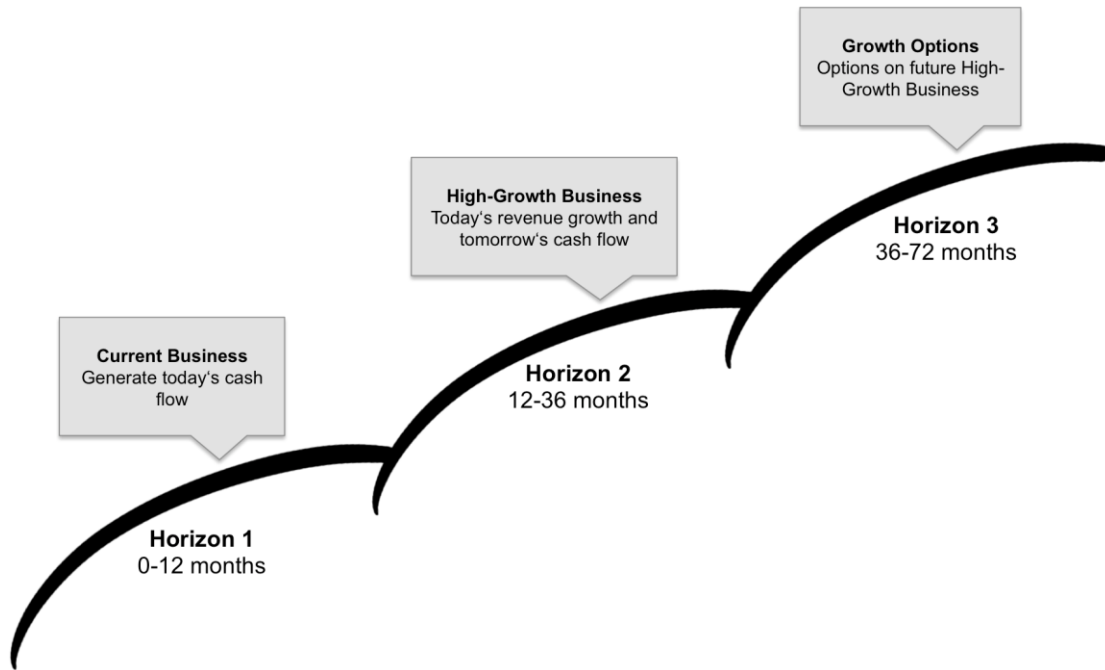 Growth Options
Options on future High-
Growth Business
Horizon 3
36-72 months
High-Growth Business
Today‘s revenue growth and
tomorrow‘s cash flow
Horizon 2
12-36 months
Current Business
Generate today‘s cash
flow
Horizon 1
0-12 months